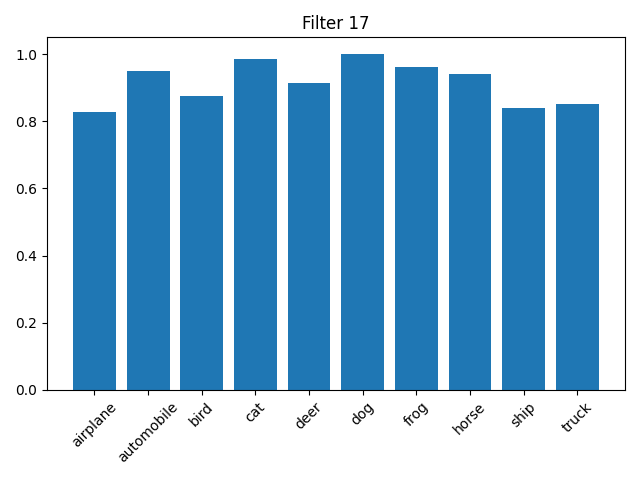 Filter 17
1.0
0.8
0.6
0.4
0.2
0.0
airplane
automobile
bird
cat
deer
dog
frog
horse
ship
truck